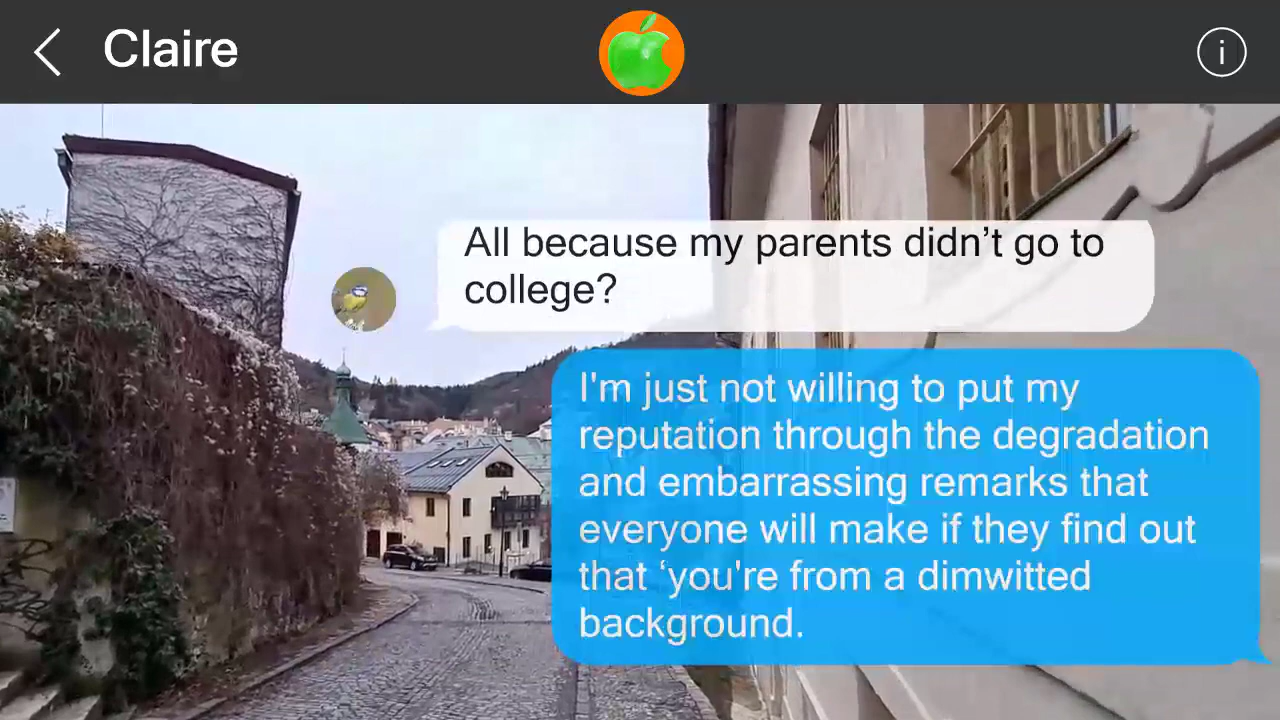 Claire
i
All because my parents didn’t go to
college?
I'm just not willing to put my
reputation through the degradation
and embarrassing remarks that
everyone will make if they find out
that ‘you're from a dimwitted
background.